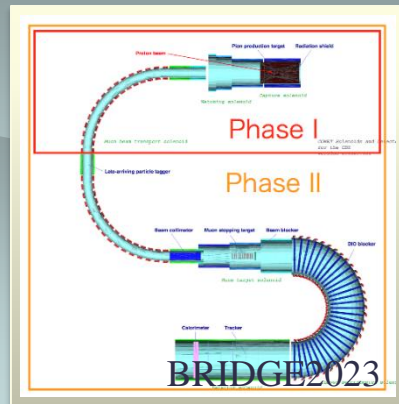 Pion production target
Radiation shield
Proton beam
Capture solenoid
Matching solenoid
Phase I
Muon beam transport solenoid
Late-arriving particle tagger
Phase II
Beam collimator
Muon stopping target
Beam blocker
DIO blocker
Muon target solenoid
Calorimeter
Tracker
BRIDGE2023